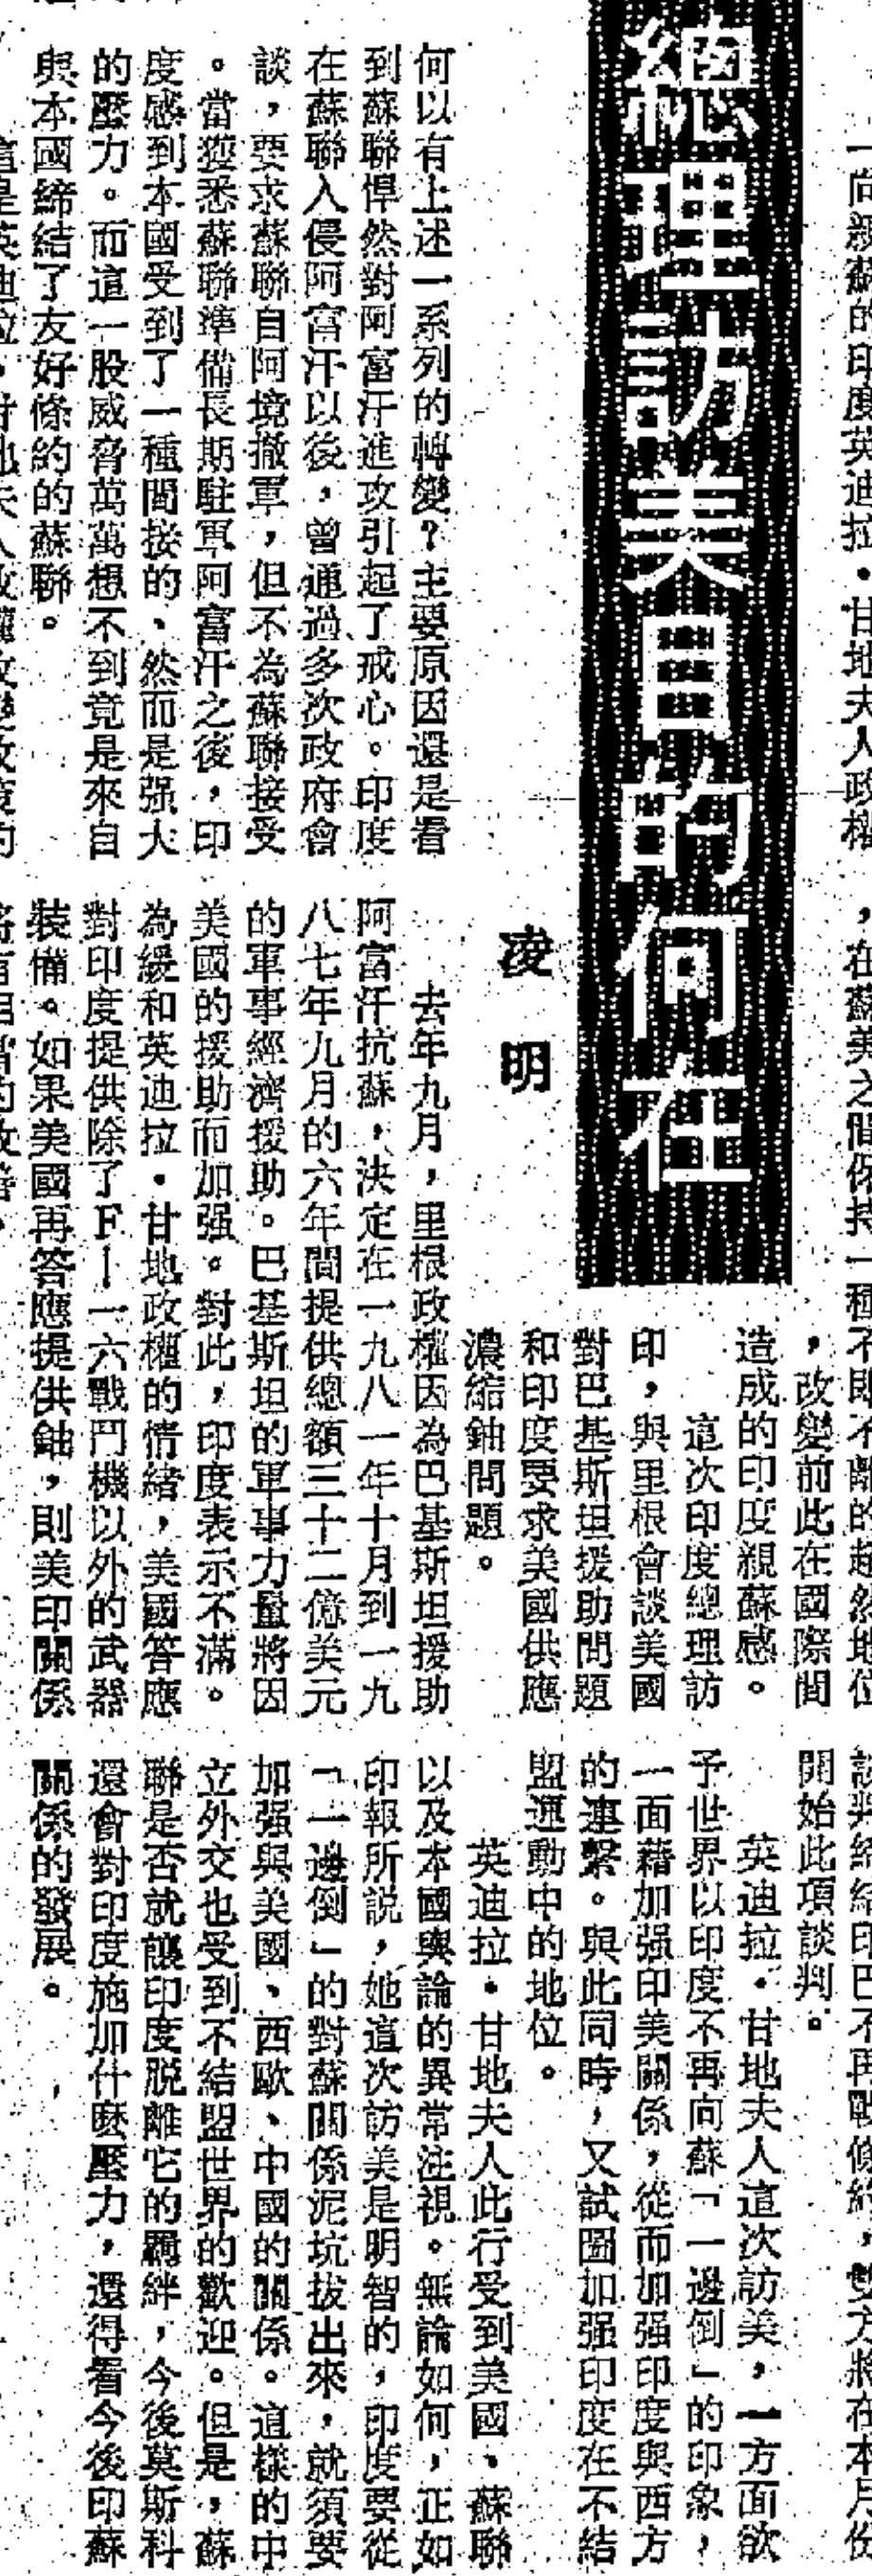 總理訪美目的何在
凌明
一向親蘇的印度英迪拉·甘地夫人政權
，在蘇美之間保持一種不即不離的超然地位
，改變前此在國際間
造成的印度親蘇感。
這次印度總理訪
印，與里根會談美國
對巴基斯坦援助問題
和印度要求美國供應
濃結鈾問題。
何以有上述一系列的轉變？主要原因還是看
到蘇聯悍然對阿富汗進攻引起了戒心。印度
在蘇聯入侵阿富汗以後，曾通過多次政府會
談，要求蘇聯自阿境撤軍，但不為蘇聯接受
。當獲悉蘇聯準備長期駐軍阿富汗之後，印
度感到本國受到了一種間接的、然而是强大
的壓力。而這一股威脅萬萬想不到竟是來自
與本國締結了友好條約的蘇聯。
去年九月，里根政權因為巴基斯坦援助
阿富汗抗蘇，決定在一九八一年十月到一九
八七年九月的六年間提供總額三十二億美元
的軍事經濟援助。巴基斯坦的軍事力量將因
美國的援助而加强。對此，印度表示不滿。
為緩和英迪拉·甘地政權的情緒，美國答應
對印度提供除了F—一六戰鬥機以外的武器
裝備。如果美國再答應提供鈾，則美印關係
談判締結印巴不再戰條約，雙方將在本月份
開始此項談判。
英迪拉·甘地夫人這次訪美，一方面欲
予世界以印度不再向蘇「一邊倒」的印象，
一面藉加强印美關係，從而加强印度與西方
的連繫。與此同時，又試圖加强印度在不結
盟運動中的地位。
英迪拉·甘地夫人此行受到美國、蘇聯
以及本國輿論的異常注視。無論如何，正如
印報所説，她這次訪美是明智的，印度要從
「一邊倒」的對蘇關係泥坑拔出來，就須要
加强與美國、西歐、中國的關係。這樣的中
立外交也受到不結盟世界的歡迎。但是，蘇
聯是否就讓印度脱離它的羈絆，今後莫斯科
還會對印度施加什麽壓力，還得看今後印蘇
關係的發展。